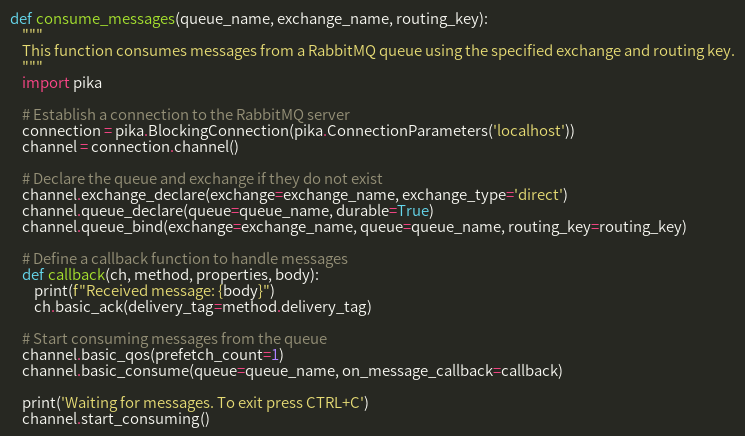 def consume_messages(queue_name, exchange_name, routing_key):
    """
    This function consumes messages from a RabbitMQ queue using the specified exchange and routing key.
    """
    import pika

    # Establish a connection to the RabbitMQ server
    connection = pika.BlockingConnection(pika.ConnectionParameters('localhost'))
    channel = connection.channel()

    # Declare the queue and exchange if they do not exist
    channel.exchange_declare(exchange=exchange_name, exchange_type='direct')
    channel.queue_declare(queue=queue_name, durable=True)
    channel.queue_bind(exchange=exchange_name, queue=queue_name, routing_key=routing_key)

    # Define a callback function to handle messages
    def callback(ch, method, properties, body):
        print(f"Received message: {body}")
        ch.basic_ack(delivery_tag=method.delivery_tag)

    # Start consuming messages from the queue
    channel.basic_qos(prefetch_count=1)
    channel.basic_consume(queue=queue_name, on_message_callback=callback)

    print('Waiting for messages. To exit press CTRL+C')
    channel.start_consuming()